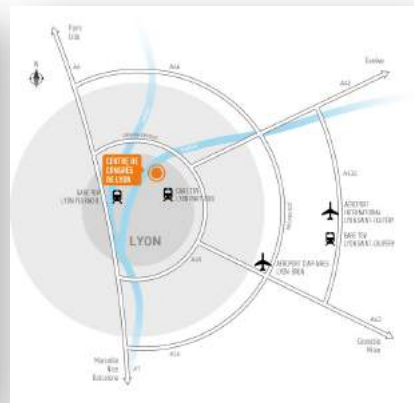 Paris
Lille
N
A6
A46
Genève
A42
CENTRE DE
CONGRÈS
DE LYON
GARE TGV
LYON PERRACHE
GARE TGV
LYON PART-DIEU
A432
AÉROPORT
INTERNATIONAL
LYON SAINT-EXUPÉRY
GARE TGV
LYON SAINT-EXUPÉRY
LYON
AÉROPORT D'AFFAIRES
LYON-BRON
A43
Grenoble
Milan
Marseille
Nice
Barcelona
A7